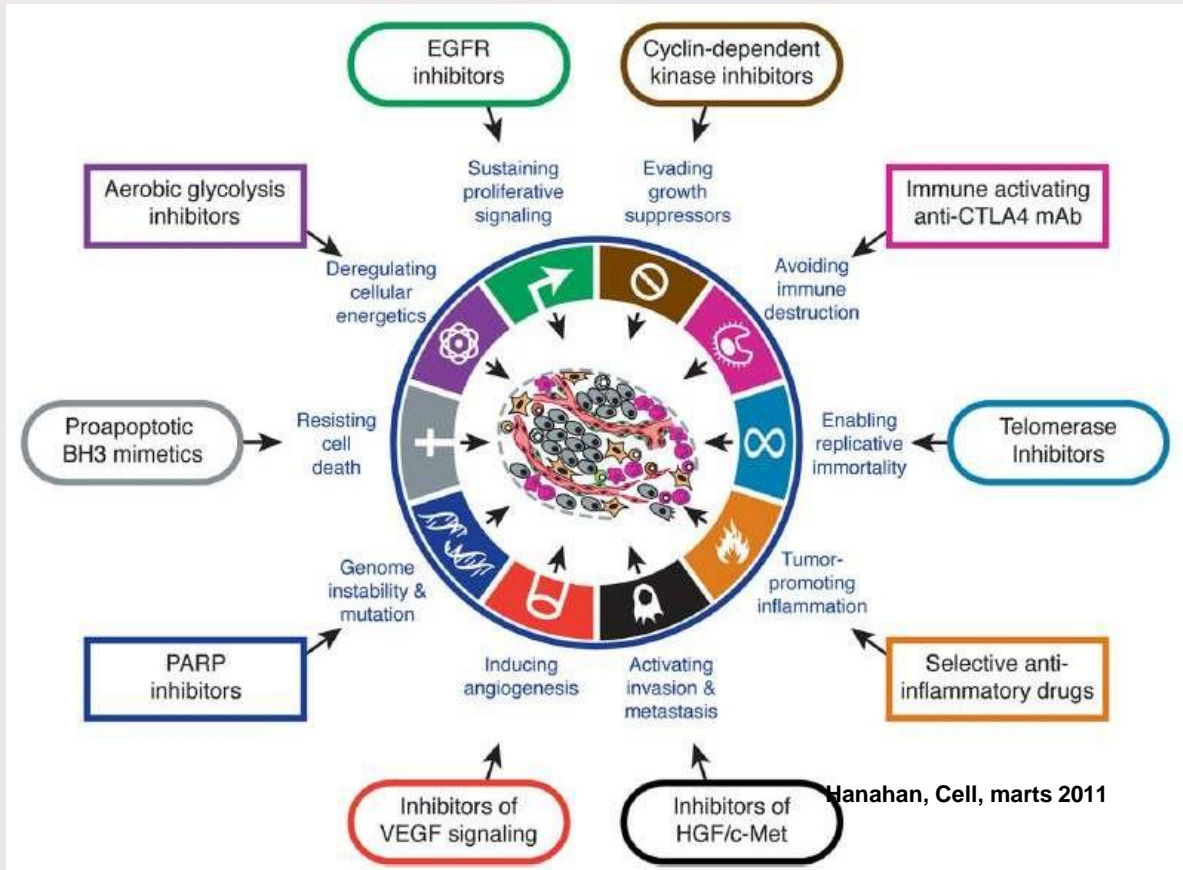 EGFR
inhibitors
Cyclin-dependent
kinase inhibitors
Sustaining
proliferative
signaling
Evading
growth
suppressors
Aerobic glycolysis
inhibitors
Immune activating
anti-CTLA4 mAb
Deregulating
cellular
energetics
Avoiding
immune
destruction
Proapoptotic
BH3 mimetics
Resisting
cell
death
Enabling
replicative
immortality
Telomerase
Inhibitors
Genome
instability &
mutation
Tumor-
promoting
inflammation
PARP
inhibitors
Inducing
angiogenesis
Activating
invasion &
metastasis
Selective anti-
inflammatory drugs
Inhibitors of
VEGF signaling
Inhibitors of
HGF/c-Met
Hanahan, Cell, marts 2011